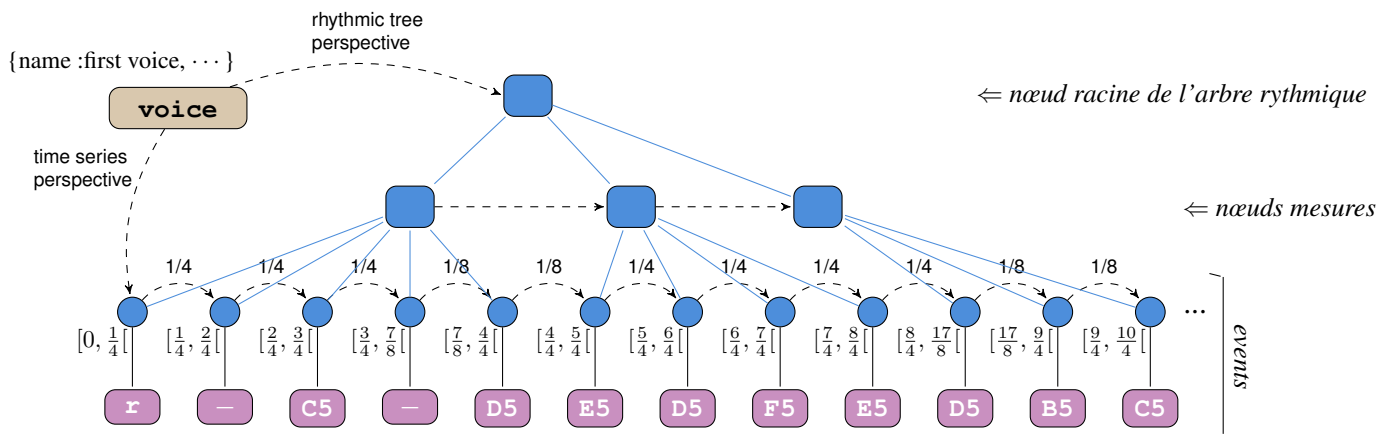 rhythmic tree
perspective
{name :first voice, · · · }
voice
⇐ nœud racine de l'arbre rythmique
time series
perspective
⇐ nœuds mesures
1/4 1/4 1/4 1/8 1/8 1/4 1/4 1/4 1/4 1/8 1/8
...
[0, 1/4[ [1/4, 2/4[ [2/4, 3/4[ [3/4, 7/8[ [7/8, 4/4[ [4/4, 5/4[ [5/4, 6/4[ [6/4, 7/4[ [7/4, 8/4[ [8/4, 17/8[ [17/8, 9/4[ [9/4, 10/4[
events
r – C5 – D5 E5 D5 F5 E5 D5 B5 C5